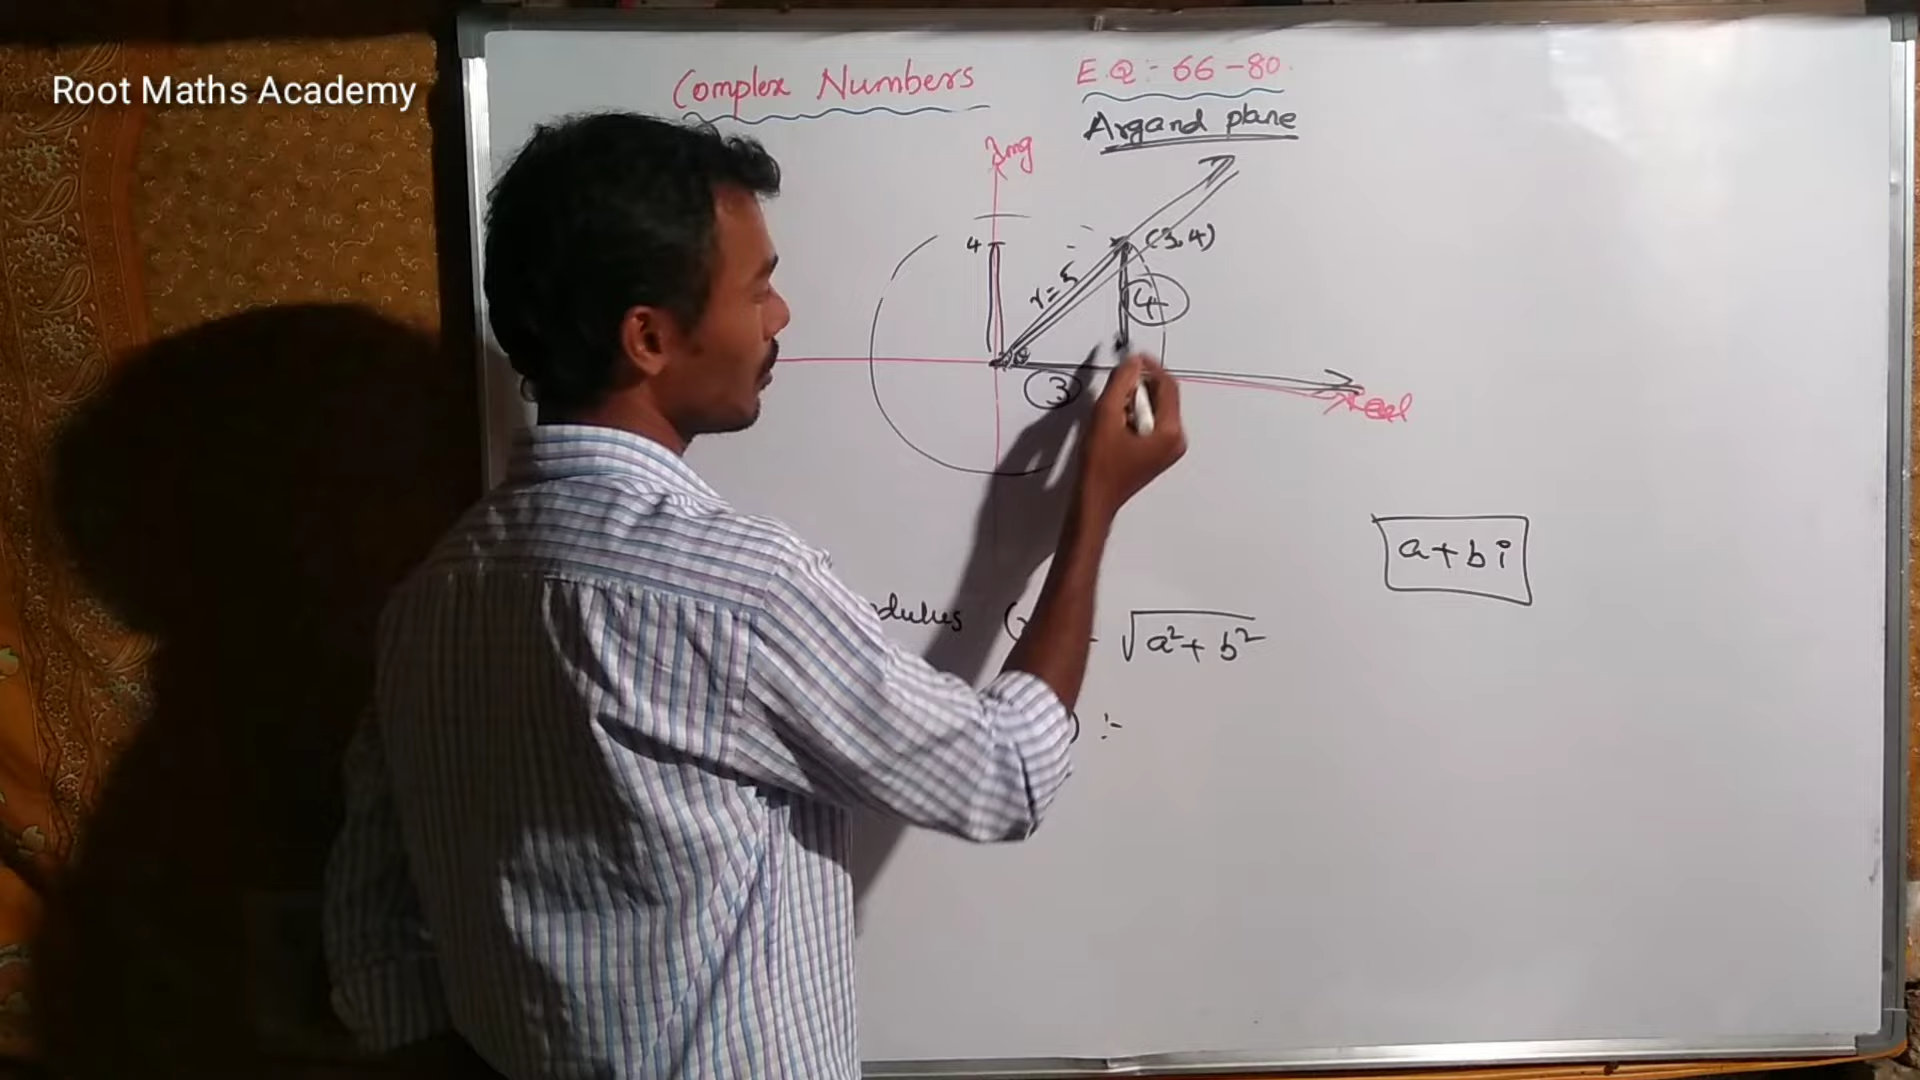 Root Maths Academy
Complex Numbers E.Q:- 66-80.
Argand plane
Img
4
(3,4)
r=5
4
θ
3
Real
a+bi
dulus ( √a²+b²
) :-